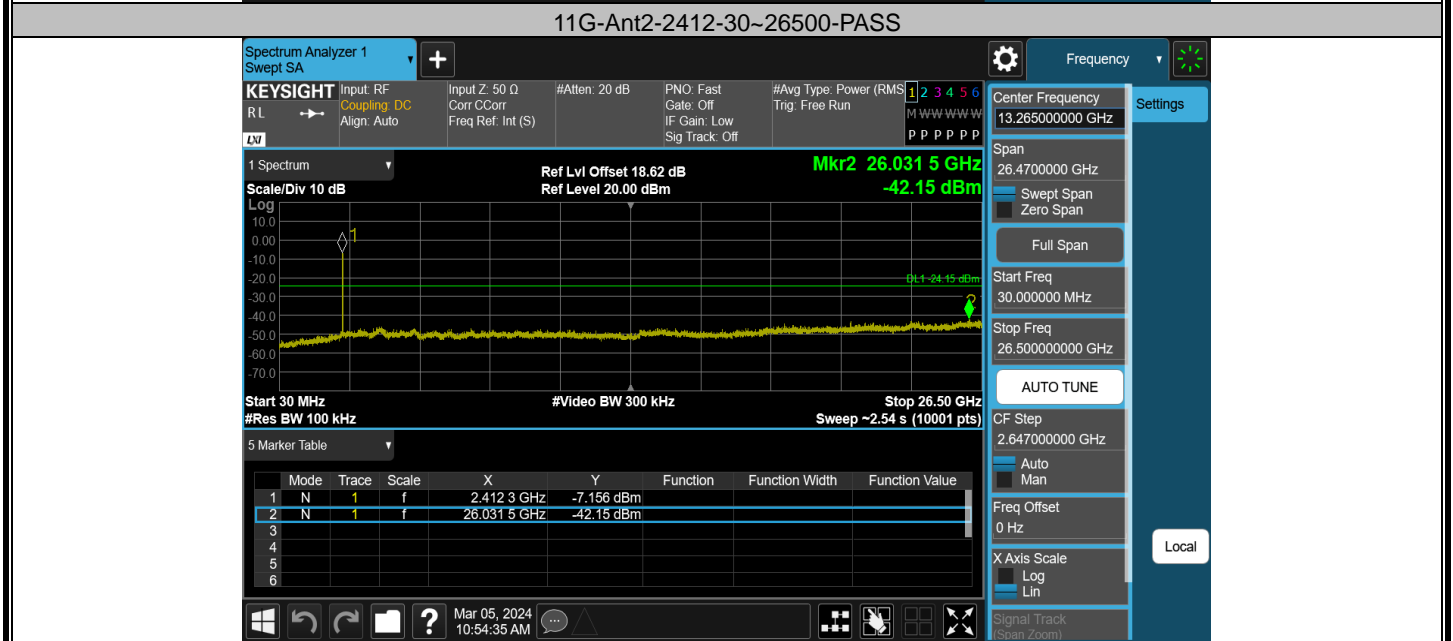 11G-Ant2-2412-30~26500-PASS
Spectrum Analyzer 1
Swept SA
+
Frequency
KEYSIGHT
RL
LXI
Input: RF
Coupling: DC
Align: Auto
Input Z: 50 Ω
Corr CCorr
Freq Ref: Int (S)
#Atten: 20 dB
PNO: Fast
Gate: Off
IF Gain: Low
Sig Track: Off
#Avg Type: Power (RMS
Trig: Free Run
1 2 3 4 5 6
M W W W W W
P P P P P P
1 Spectrum
Scale/Div 10 dB
Ref Lvl Offset 18.62 dB
Ref Level 20.00 dBm
Mkr2 26.031 5 GHz
-42.15 dBm
Log
10.0
0.00
-10.0
-20.0
-30.0
-40.0
-50.0
-60.0
-70.0
1
DL1 -24.15 dBm
2
Start 30 MHz
#Video BW 300 kHz
Stop 26.50 GHz
#Res BW 100 kHz
Sweep ~2.54 s (10001 pts)
5 Marker Table
Mode Trace Scale X Y Function Function Width Function Value
1 N 1 f 2.412 3 GHz -7.156 dBm
2 N 1 f 26.031 5 GHz -42.15 dBm
3
4
5
6
?
Mar 05, 2024
10:54:35 AM
Center Frequency
13.265000000 GHz
Settings
Span
26.4700000 GHz
Swept Span
Zero Span
Full Span
Start Freq
30.000000 MHz
Stop Freq
26.500000000 GHz
AUTO TUNE
CF Step
2.647000000 GHz
Auto
Man
Freq Offset
0 Hz
Local
X Axis Scale
Log
Lin
Signal Track
(Span Zoom)